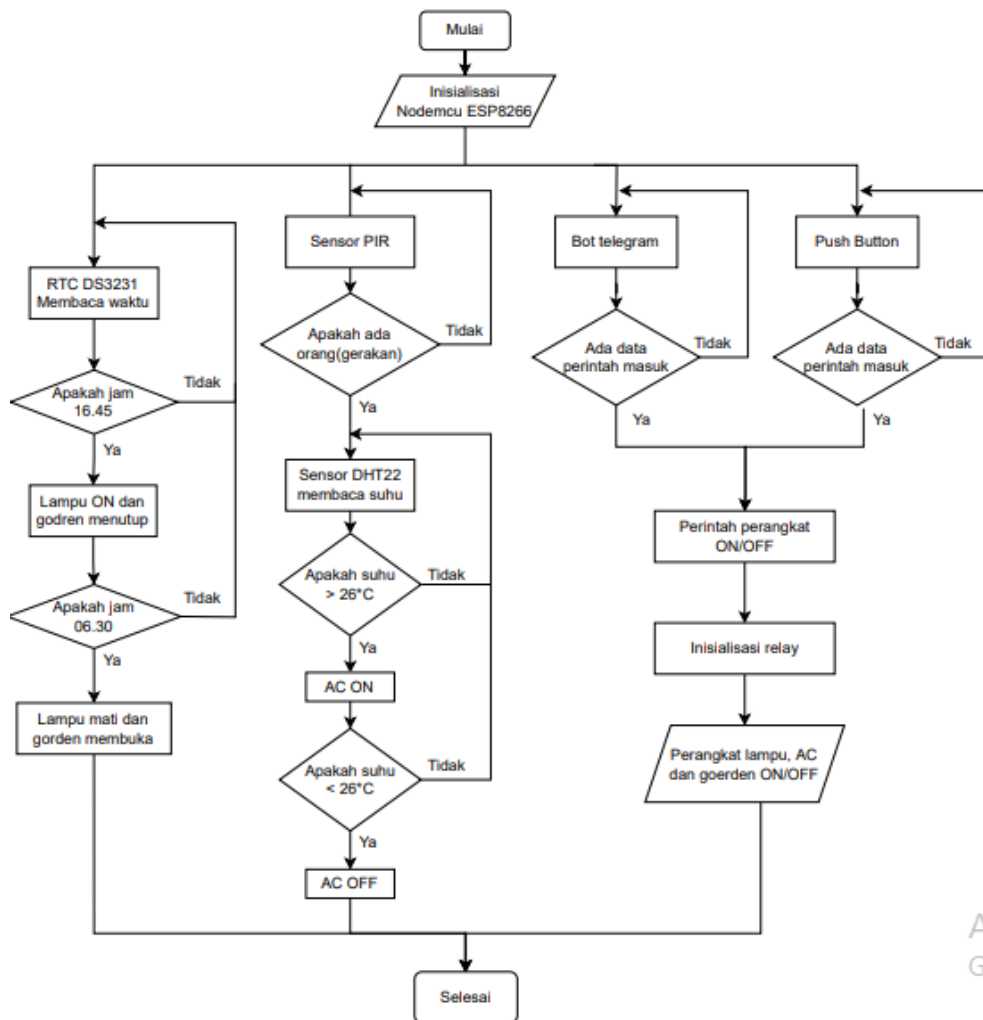 Mulai
Inisialisasi
Nodemcu ESP8266
RTC DS3231
Membaca waktu
Apakah jam
16.45
Tidak
Ya
Lampu ON dan
godren menutup
Apakah jam
06.30
Tidak
Ya
Lampu mati dan
gorden membuka
Sensor PIR
Apakah ada
orang(gerakan)
Tidak
Ya
Sensor DHT22
membaca suhu
Apakah suhu
> 26°C
Tidak
Ya
AC ON
Apakah suhu
< 26°C
Tidak
Ya
AC OFF
Bot telegram
Ada data
perintah masuk
Tidak
Ya
Push Button
Ada data
perintah masuk
Tidak
Ya
Perintah perangkat
ON/OFF
Inisialisasi relay
Perangkat lampu, AC
dan goerden ON/OFF
Selesai
A
G